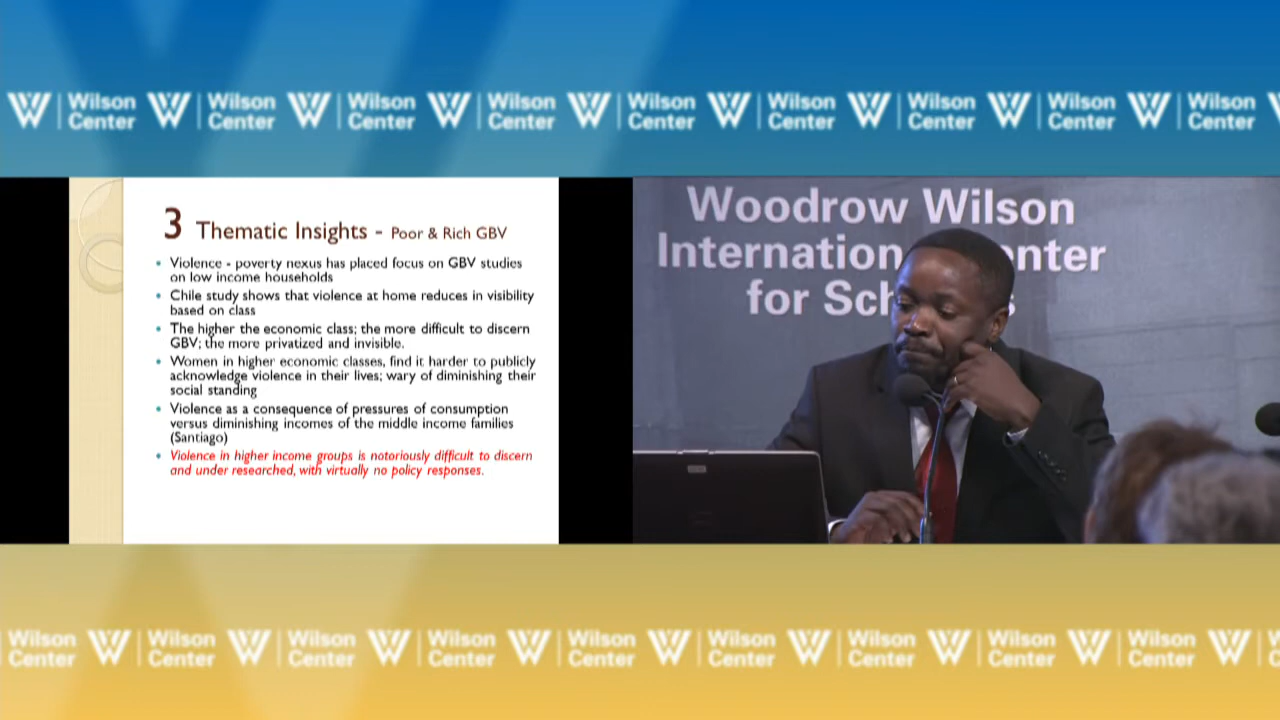 Wilson Center Wilson Center Wilson Center Wilson Center Wilson Center Wilson Center Wilson Center Wilson Center Wilson Center
3 Thematic Insights - Poor & Rich GBV
• Violence - poverty nexus has placed focus on GBV studies
on low income households
• Chile study shows that violence at home reduces in visibility
based on class
• The higher the economic class; the more difficult to discern
GBV; the more privatized and invisible.
• Women in higher economic classes, find it harder to publicly
acknowledge violence in their lives; wary of diminishing their
social standing
• Violence as a consequence of pressures of consumption
versus diminishing incomes of the middle income families
(Santiago)
• Violence in higher income groups is notoriously difficult to discern
and under researched, with virtually no policy responses.
Woodrow Wilson
International
for
Wilson Center Wilson Center Wilson Center Wilson Center Wilson Center Wilson Center Wilson Center Wilson Center Wilson Center